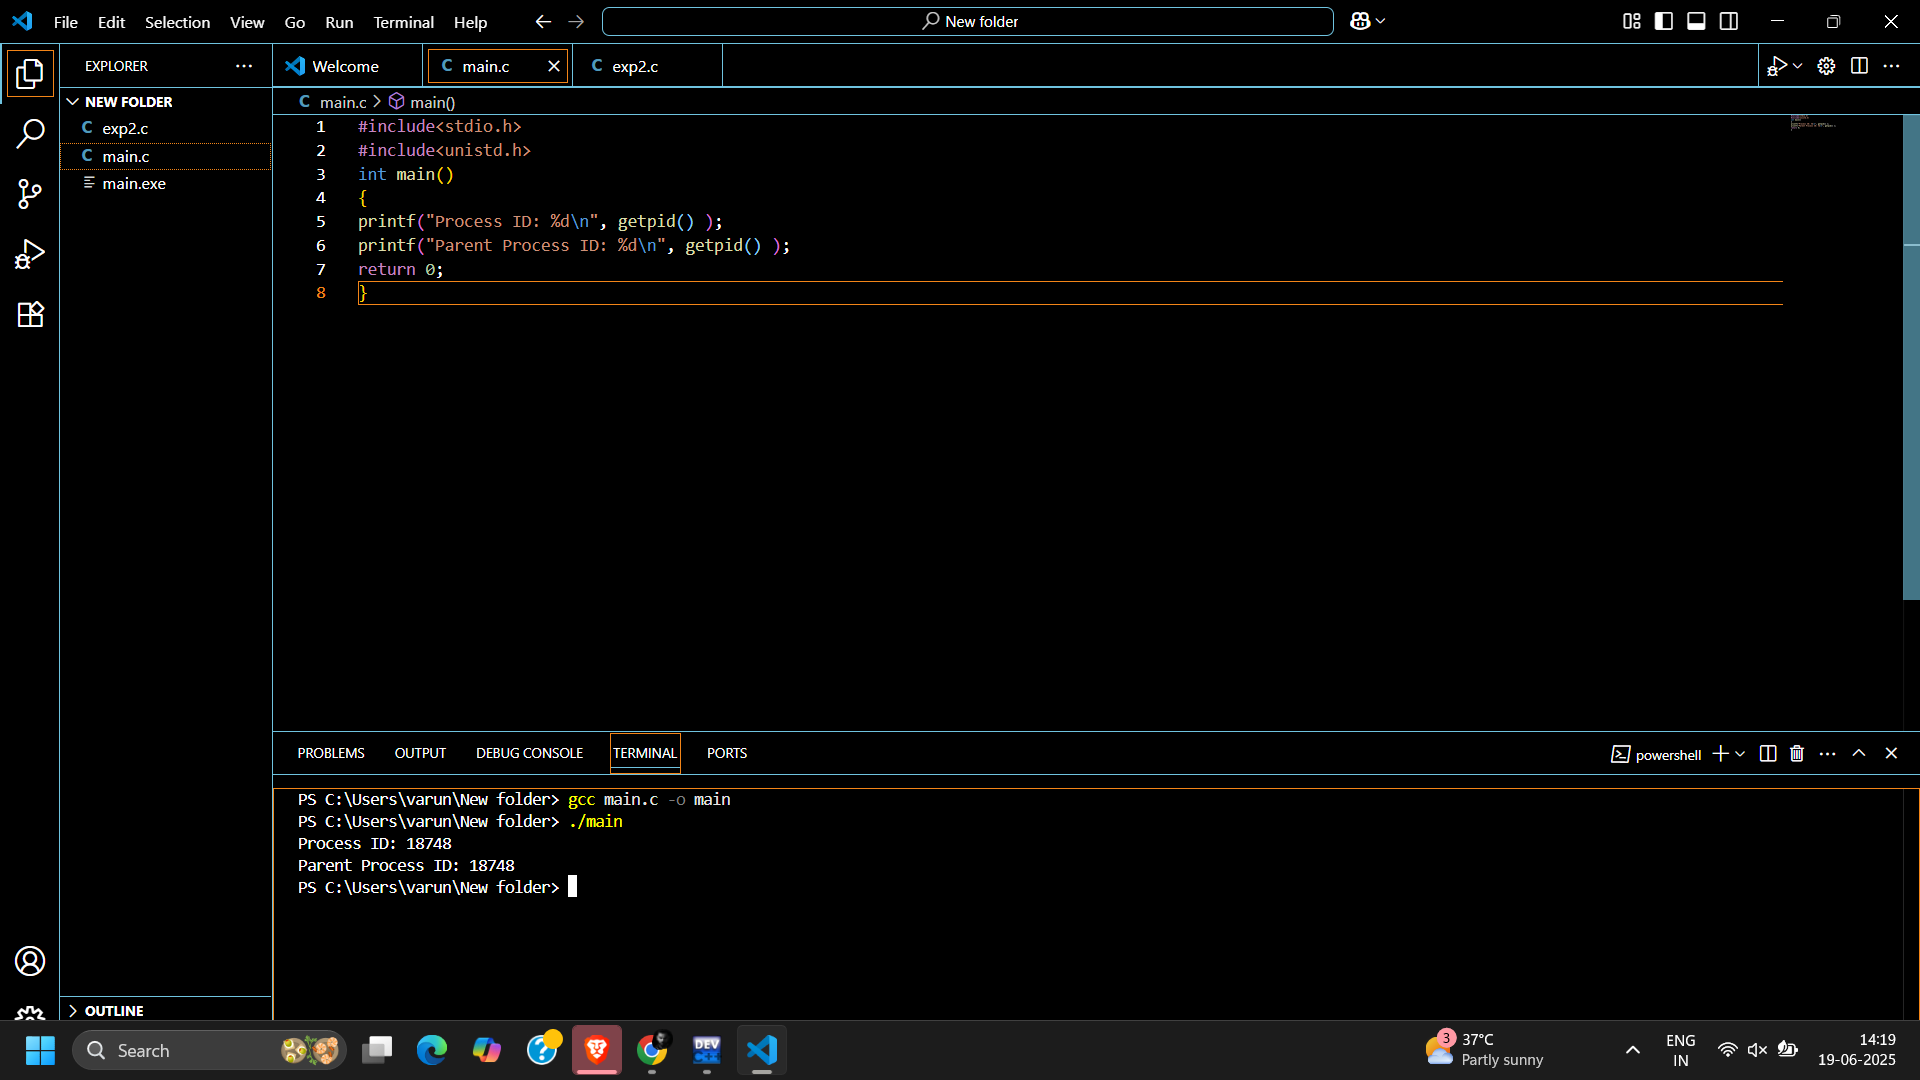 File Edit Selection View Go Run Terminal Help
New folder
EXPLORER
Welcome
C main.c
C exp2.c
NEW FOLDER
C exp2.c
C main.c
main.exe
C main.c > main()
1 #include<stdio.h>
2 #include<unistd.h>
3 int main()
4 {
5 printf("Process ID: %d\n", getpid() );
6 printf("Parent Process ID: %d\n", getpid() );
7 return 0;
8 }
PROBLEMS OUTPUT DEBUG CONSOLE TERMINAL PORTS
powershell
PS C:\Users\varun\New folder> gcc main.c -o main
PS C:\Users\varun\New folder> ./main
Process ID: 18748
Parent Process ID: 18748
PS C:\Users\varun\New folder>
OUTLINE
Search
DEV
3
37°C
Partly sunny
ENG
IN
14:19
19-06-2025